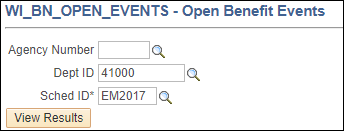 WI_BN_OPEN_EVENTS - Open Benefit Events
Agency Number
Dept ID 41000
Sched ID* EM2017
View Results